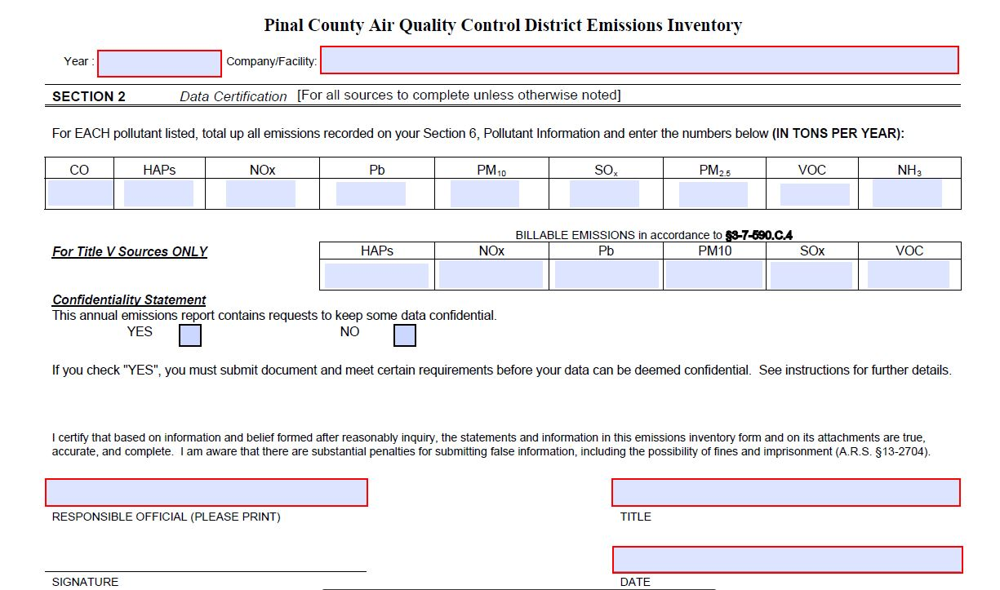 Pinal County Air Quality Control District Emissions Inventory
Year : Company/Facility:
SECTION 2 Data Certification [For all sources to complete unless otherwise noted]
For EACH pollutant listed, total up all emissions recorded on your Section 6, Pollutant Information and enter the numbers below (IN TONS PER YEAR):
CO HAPs NOx Pb PM10 SOx PM2.5 VOC NH3
BILLABLE EMISSIONS in accordance to §3-7-590.C.4
For Title V Sources ONLY HAPs NOx Pb PM10 SOx VOC
Confidentiality Statement
This annual emissions report contains requests to keep some data confidential.
YES NO
If you check "YES", you must submit document and meet certain requirements before your data can be deemed confidential.  See instructions for further details.
I certify that based on information and belief formed after reasonably inquiry, the statements and information in this emissions inventory form and on its attachments are true,
accurate, and complete.  I am aware that there are substantial penalties for submitting false information, including the possibility of fines and imprisonment (A.R.S. §13-2704).
RESPONSIBLE OFFICIAL (PLEASE PRINT) TITLE
SIGNATURE DATE